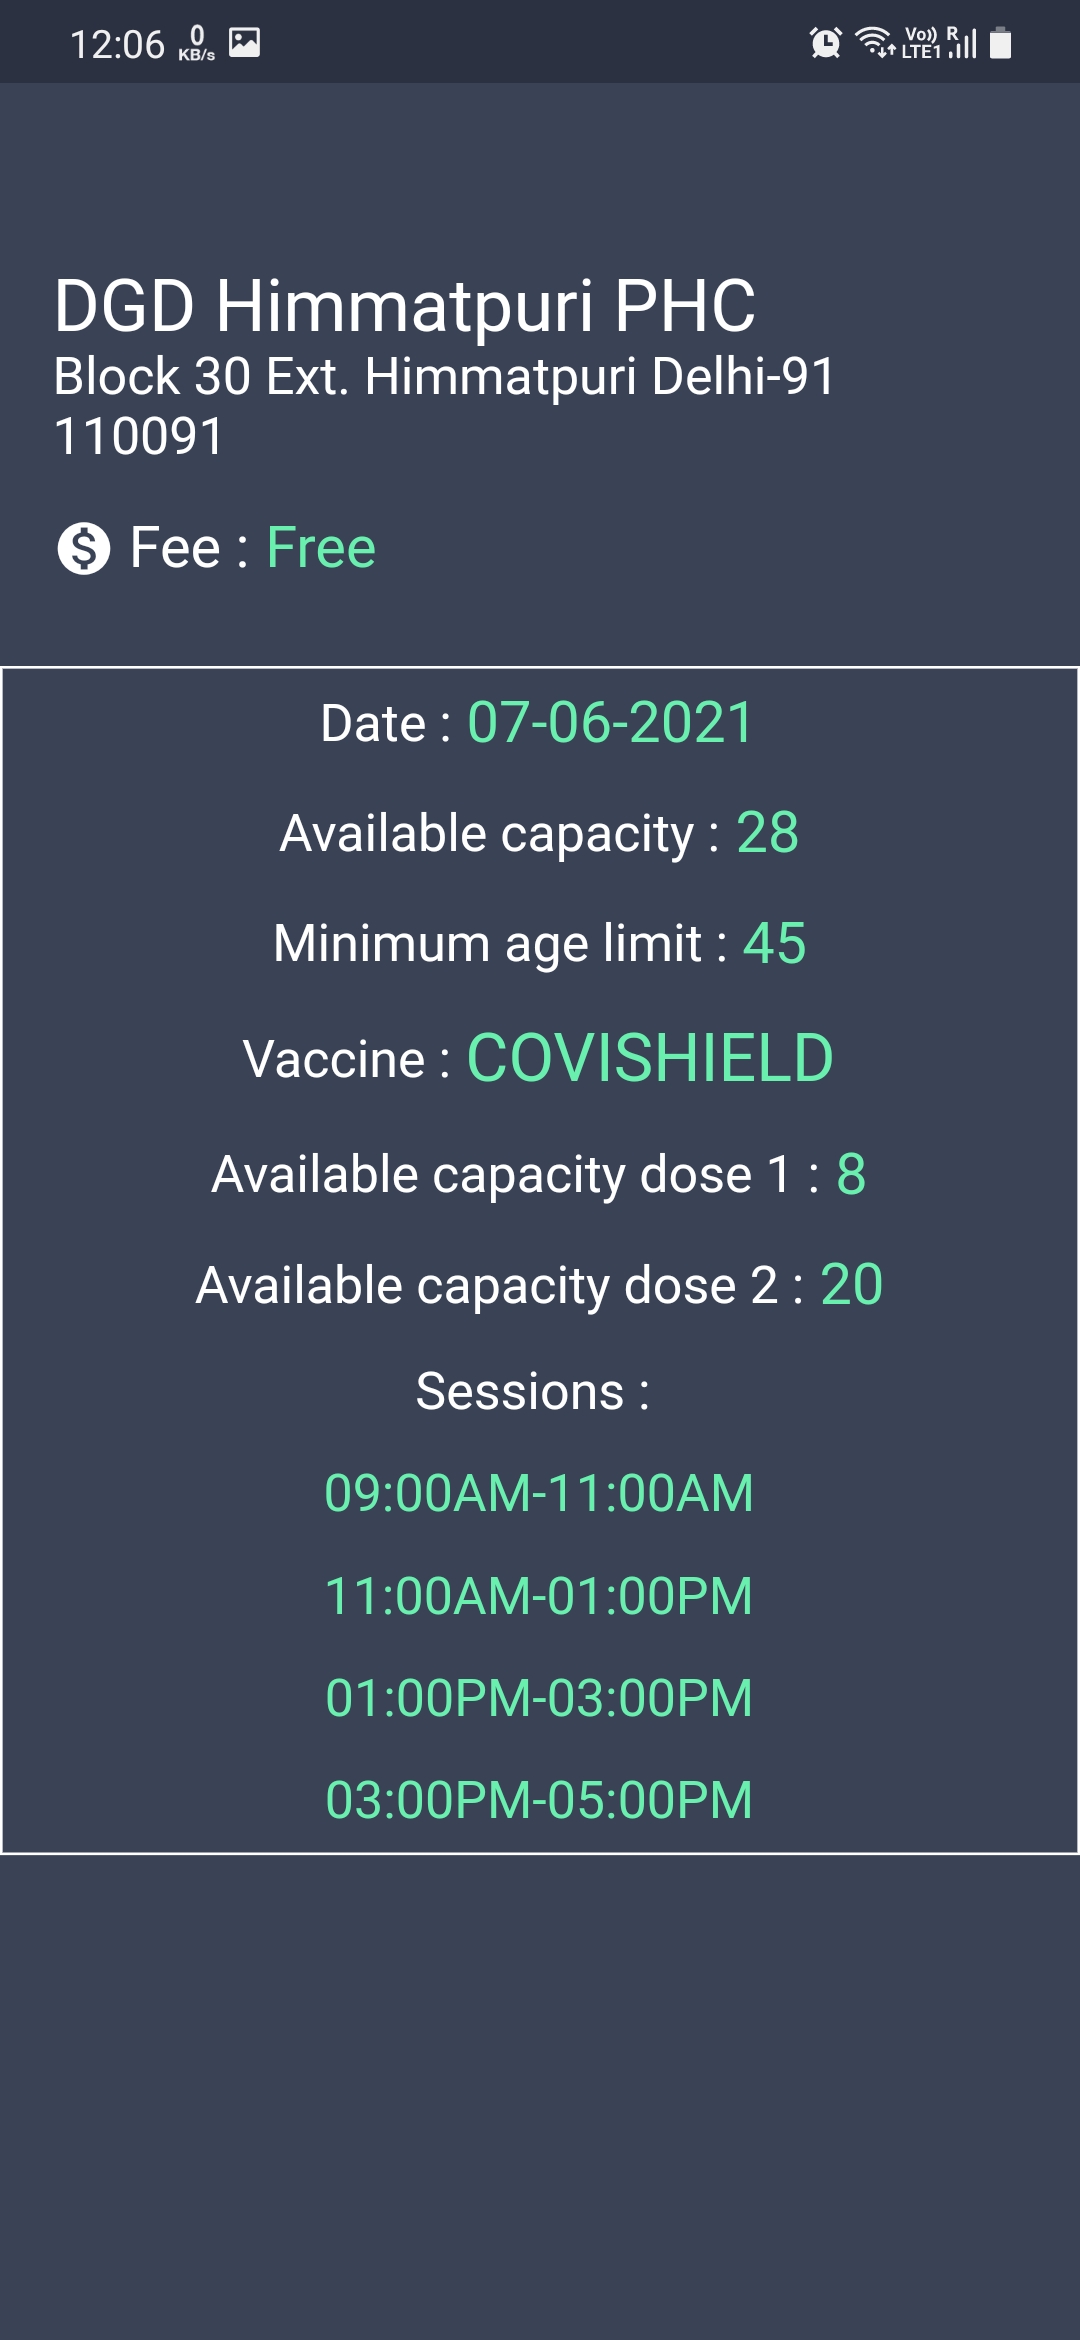 12:06 0 KB/s Vo)) LTE1 R
DGD Himmatpuri PHC
Block 30 Ext. Himmatpuri Delhi-91
110091
Fee : Free
Date : 07-06-2021
Available capacity : 28
Minimum age limit : 45
Vaccine : COVISHIELD
Available capacity dose 1 : 8
Available capacity dose 2 : 20
Sessions :
09:00AM-11:00AM
11:00AM-01:00PM
01:00PM-03:00PM
03:00PM-05:00PM